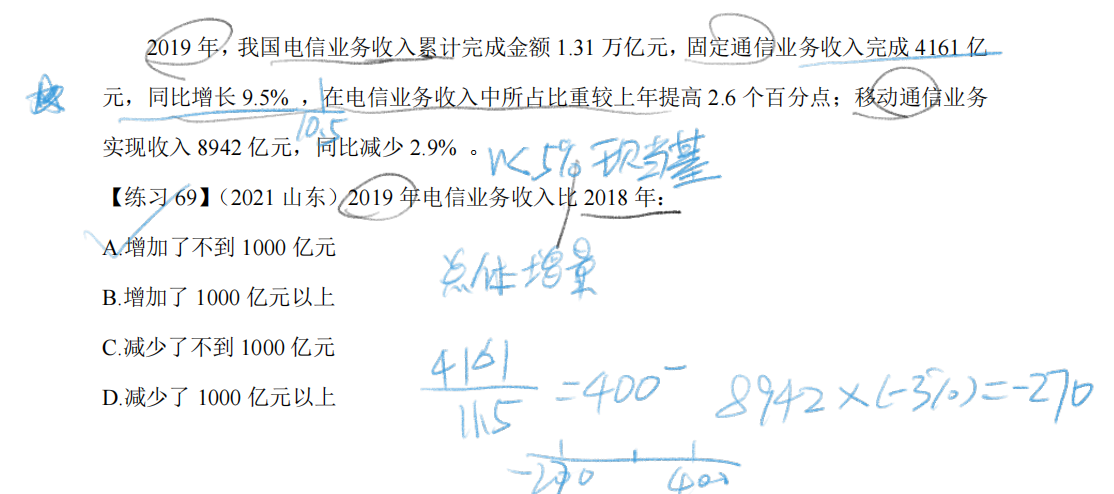 2019 年，我国电信业务收入累计完成金额 1.31 万亿元，固定通信业务收入完成 4161 亿
元，同比增长 9.5% ，在电信业务收入中所占比重较上年提高 2.6 个百分点；移动通信业务
1
10.5
实现收入 8942 亿元，同比减少 2.9% 。
r<5% 现当基
【练习 69】（2021 山东）2019 年电信业务收入比 2018 年：
A.增加了不到 1000 亿元
总体增量
B.增加了 1000 亿元以上
C.减少了不到 1000 亿元
D.减少了 1000 亿元以上
4161
11.5
=400⁻
8942×(-3%)=-270
-270
400